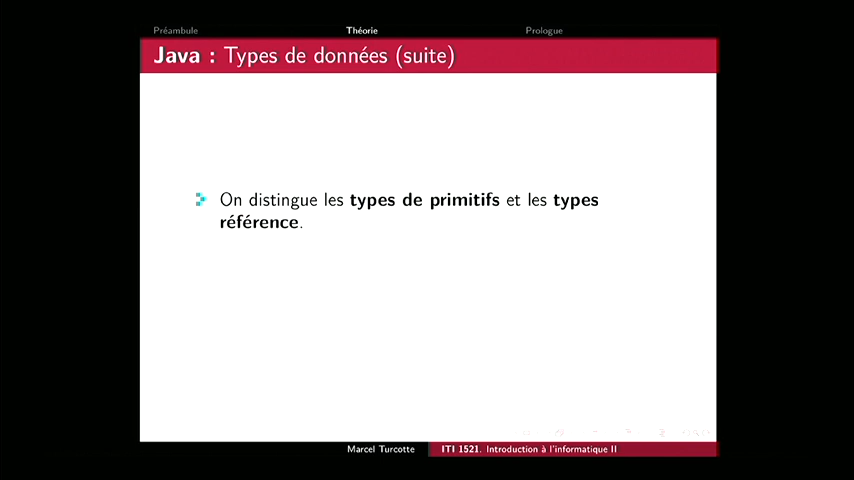 Préambule Théorie Prologue
Java : Types de données (suite)
On distingue les types de primitifs et les types
référence.
Marcel Turcotte ITI 1521. Introduction à l'informatique II